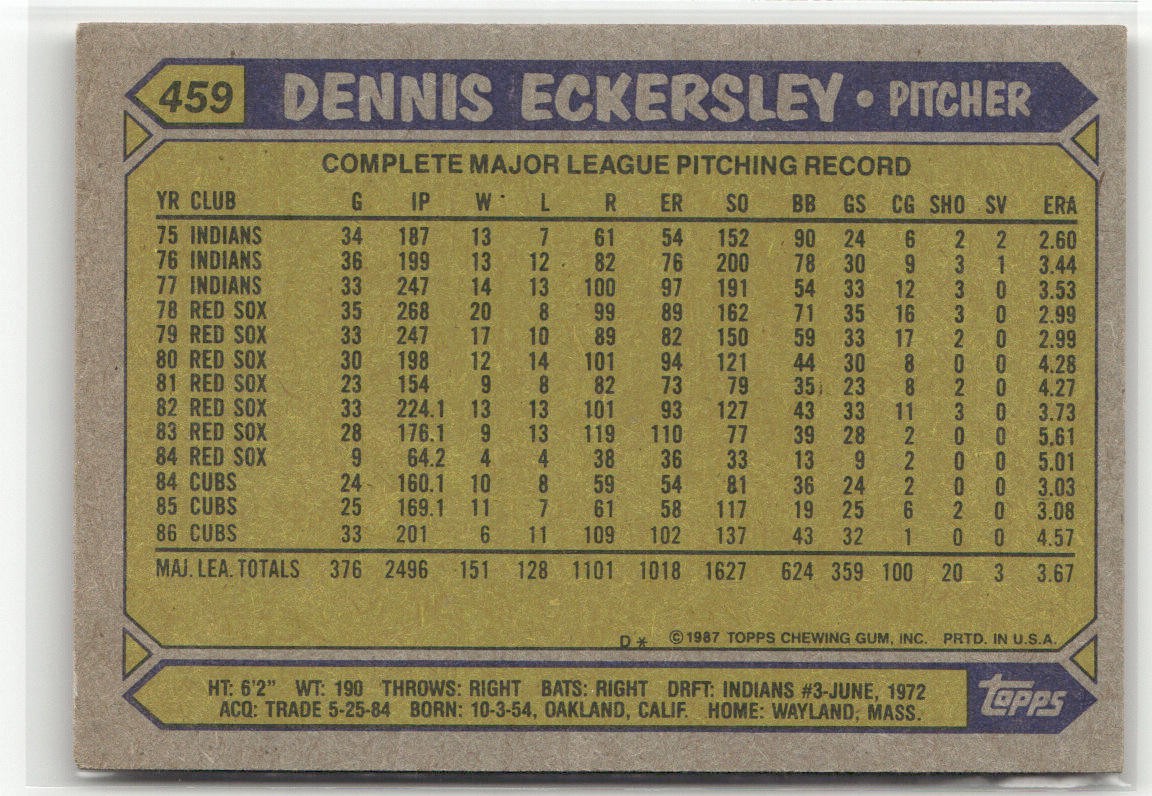 459 DENNIS ECKERSLEY • PITCHER
COMPLETE MAJOR LEAGUE PITCHING RECORD
YR CLUB G IP W L R ER SO BB GS CG SHO SV ERA
75 INDIANS 34 187 13 7 61 54 152 90 24 6 2 2 2.60
76 INDIANS 36 199 13 12 82 76 200 78 30 9 3 1 3.44
77 INDIANS 33 247 14 13 100 97 191 54 33 12 3 0 3.53
78 RED SOX 35 268 20 8 99 89 162 71 35 16 3 0 2.99
79 RED SOX 33 247 17 10 89 82 150 59 33 17 2 0 2.99
80 RED SOX 30 198 12 14 101 94 121 44 30 8 0 0 4.28
81 RED SOX 23 154 9 8 82 73 79 35 23 8 2 0 4.27
82 RED SOX 33 224.1 13 13 101 93 127 43 33 11 3 0 3.73
83 RED SOX 28 176.1 9 13 119 110 77 39 28 2 0 0 5.61
84 RED SOX 9 64.2 4 4 38 36 33 13 9 2 0 0 5.01
84 CUBS 24 160.1 10 8 59 54 81 36 24 2 0 0 3.03
85 CUBS 25 169.1 11 7 61 58 117 19 25 6 2 0 3.08
86 CUBS 33 201 6 11 109 102 137 43 32 1 0 0 4.57
MAJ. LEA. TOTALS 376 2496 151 128 1101 1018 1627 624 359 100 20 3 3.67
D * ©1987 TOPPS CHEWING GUM, INC. PRTD. IN U.S.A.
HT: 6'2" WT: 190 THROWS: RIGHT BATS: RIGHT DRFT: INDIANS #3-JUNE, 1972
ACQ: TRADE 5-25-84 BORN: 10-3-54, OAKLAND, CALIF. HOME: WAYLAND, MASS.
topps